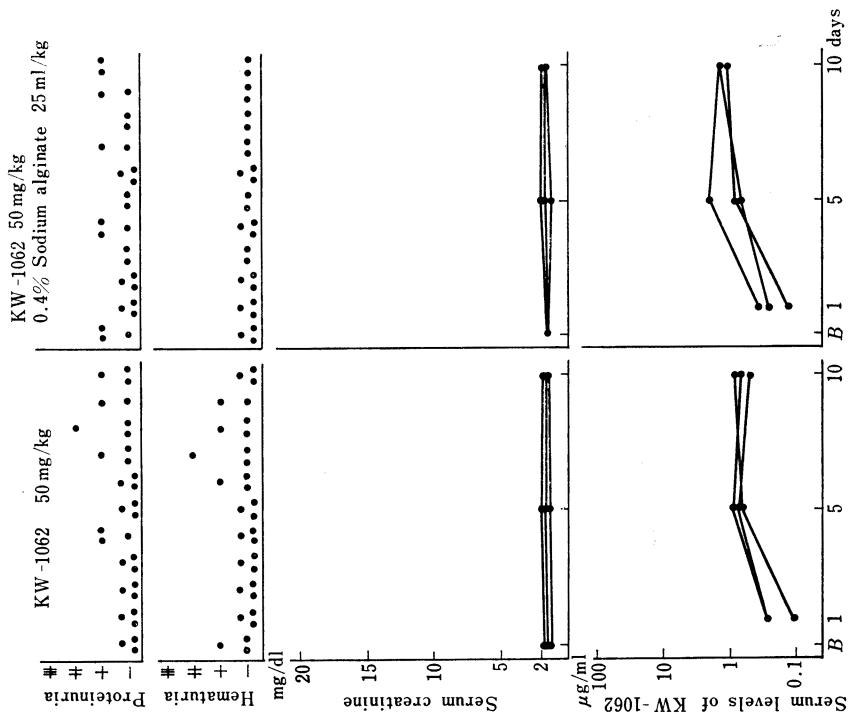 KW-1062 50 mg/kg
KW-1062 50 mg/kg
0.4% Sodium alginate 25 ml/kg
Proteinuria
−
+
⧺
⧻
Hematuria
−
+
⧺
⧻
Serum creatinine
mg/dl
20
15
10
5
2
Serum levels of KW-1062
μg/ml
100
10
1
0.1
B 1 5 10
B 1 5 10 days